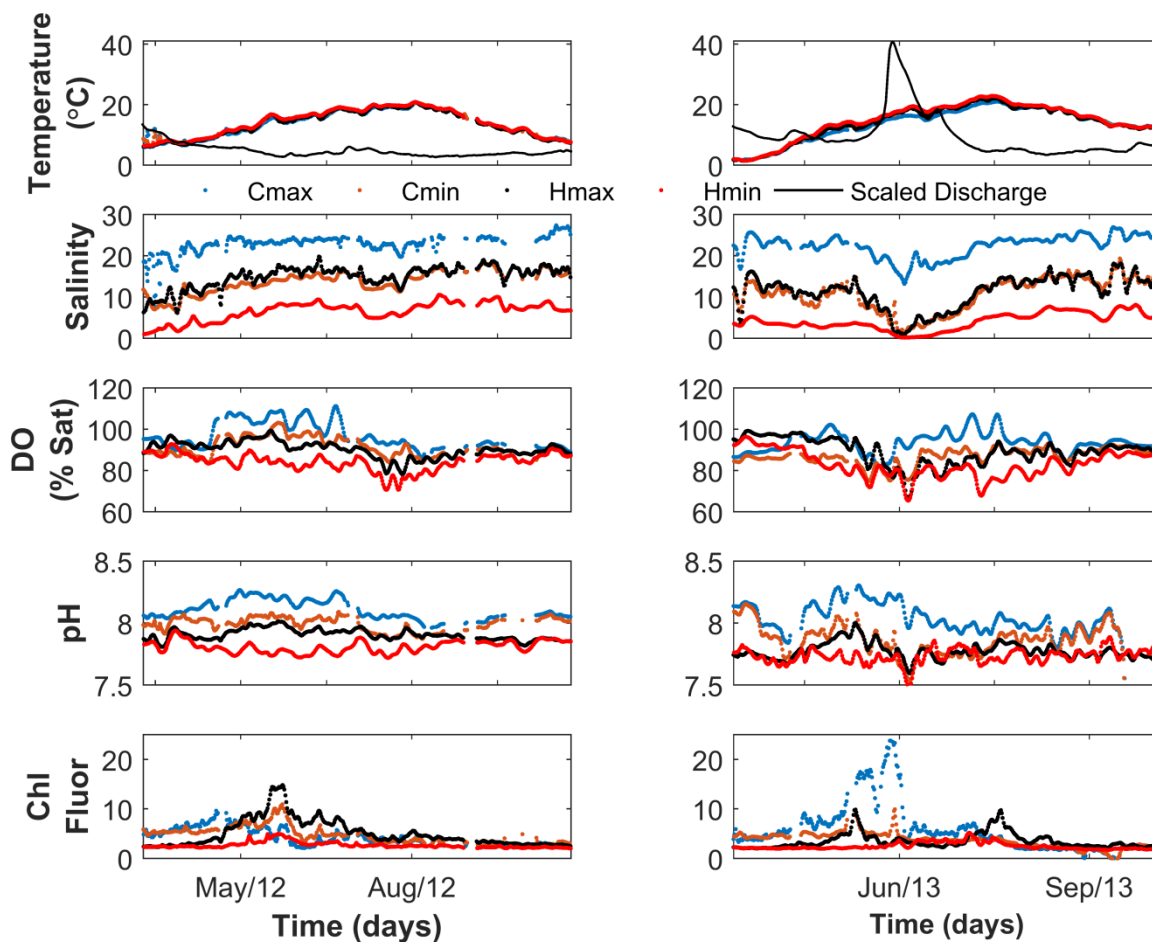 Temperature
(°C)
40
20
0
40
20
0
Cmax
Cmin
Hmax
Hmin
Scaled Discharge
Salinity
30
20
10
0
30
20
10
0
DO
(% Sat)
120
100
80
60
120
100
80
60
pH
8.5
8
7.5
8.5
8
7.5
Chl
Fluor
20
10
0
20
10
0
May/12
Aug/12
Jun/13
Sep/13
Time (days)
Time (days)